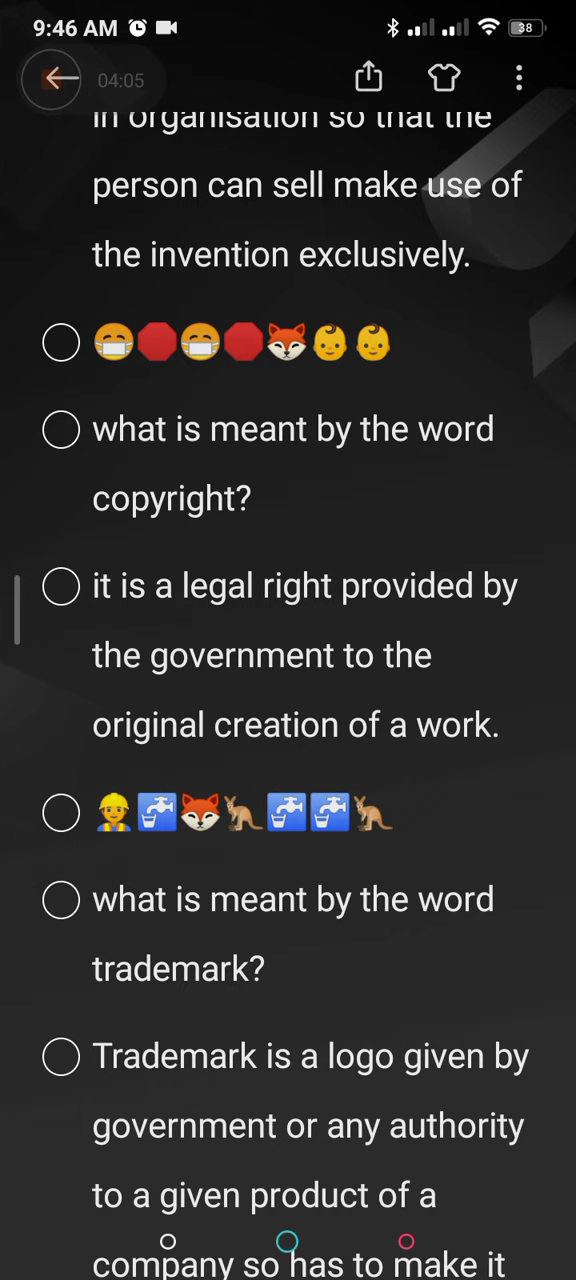 9:46 AM
38
04:05
in organisation so that the
person can sell make use of
the invention exclusively.
😷🛑😷🛑🦊👶👶
what is meant by the word
copyright?
it is a legal right provided by
the government to the
original creation of a work.
👷🚰🦊🦘🚰🚰🦘
what is meant by the word
trademark?
Trademark is a logo given by
government or any authority
to a given product of a
company so has to make it